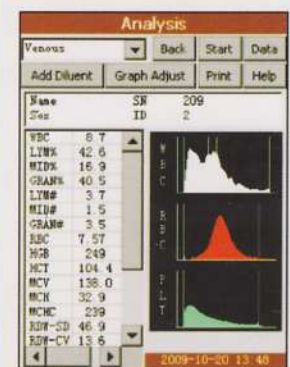 Analysis
Venous Back Start Data
Add Diluent Graph Adjust Print Help
Name SN 209
Sex ID 2
WBC 8 7
LYM% 42 6
MID% 16 9
GRAN% 40 5
LYM# 3 7
MID# 1 5
GRAN# 3 5
RBC 7 57
HGB 249
HCT 104 4
MCV 138 0
MCH 32 9
MCHC 239
RDW-SD 46 9
RDW-CV 13 6
W
B
C
R
B
C
P
L
T
2009-10-20 13 48